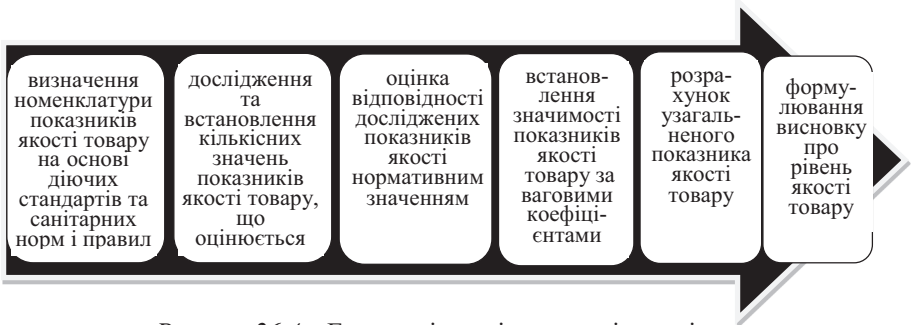 визначення
номенклатури
показників
якості товару
на основі
діючих
стандартів та
санітарних
норм і правил
дослідження
та
встановлення
кількісних
значень
показників
якості товару,
що
оцінюється
оцінка
відповідності
досліджених
показників
якості
нормативним
значенням
встанов-
лення
значимості
показників
якості
товару за
ваговими
коефіці-
єнтами
розра-
хунок
узагаль-
неного
показника
якості
товару
форму-
лювання
висновку
про
рівень
якості
товару